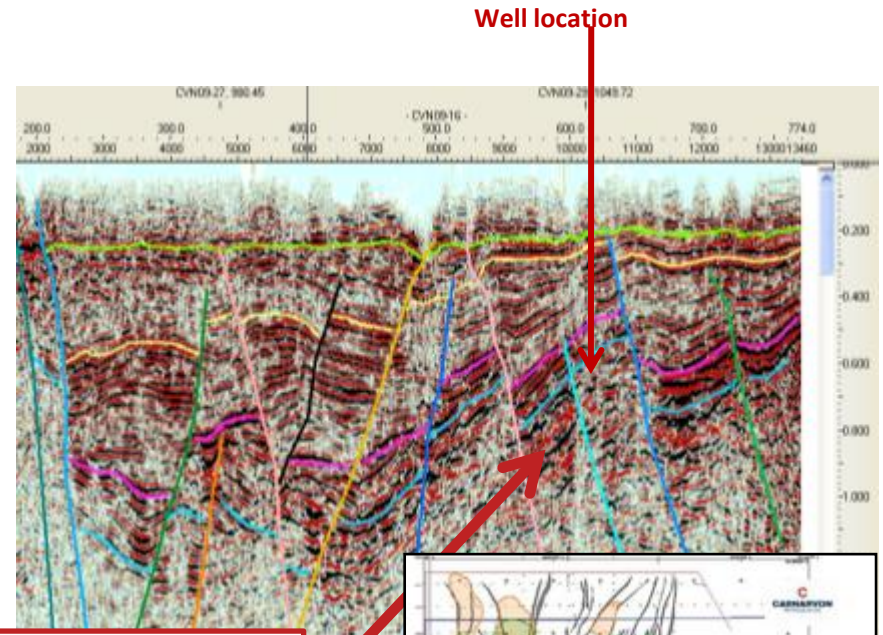 Well location
CVN09-27, 980.45
CVN09-29, 1049.72
- CVN09-16 -
200.0 300.0 400.0 500.0 600.0 700.0 774.0
2000 3000 4000 5000 6000 7000 8000 9000 10000 11000 12000 13000 13460
0.000
-0.200
-0.400
-0.600
-0.800
-1.000
CARNARVON